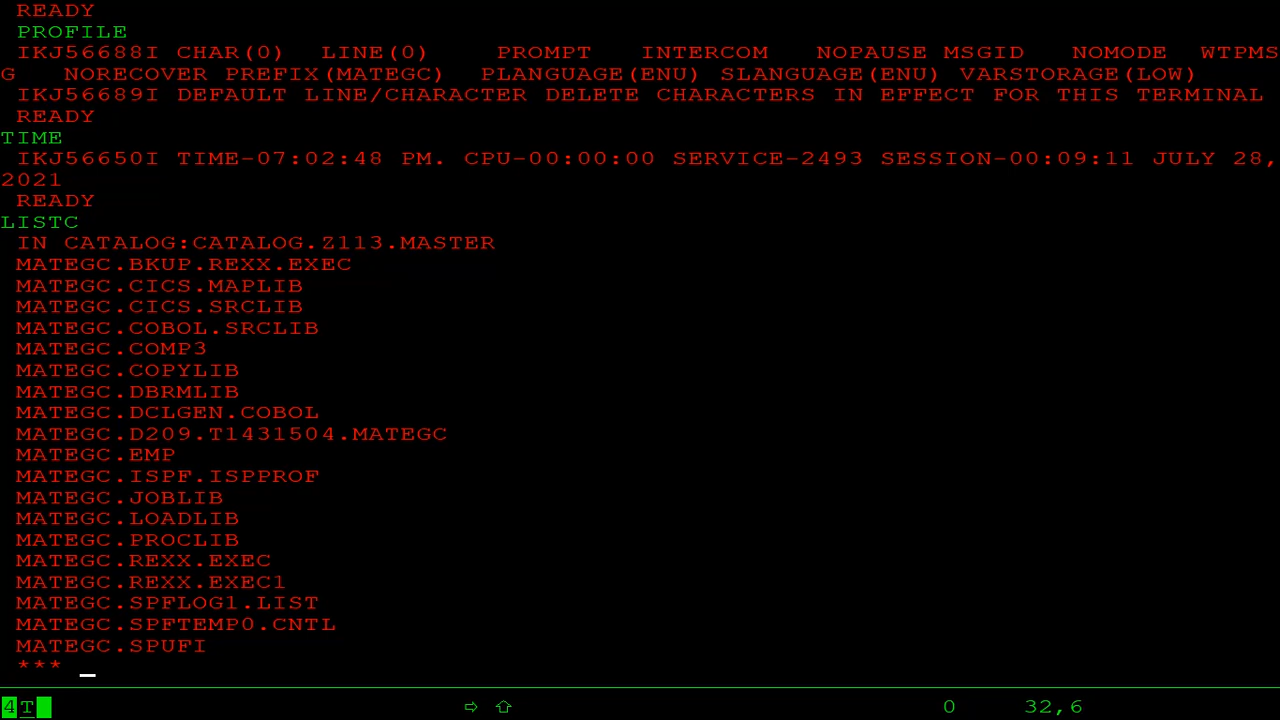 READY
PROFILE
IKJ56688I CHAR(0)  LINE(0)    PROMPT   INTERCOM   NOPAUSE MSGID   NOMODE  WTPMS
G   NORECOVER PREFIX(MATEGC)  PLANGUAGE(ENU) SLANGUAGE(ENU) VARSTORAGE(LOW)
IKJ56689I DEFAULT LINE/CHARACTER DELETE CHARACTERS IN EFFECT FOR THIS TERMINAL
READY
TIME
IKJ56650I TIME-07:02:48 PM. CPU-00:00:00 SERVICE-2493 SESSION-00:09:11 JULY 28,
2021
READY
LISTC
IN CATALOG:CATALOG.Z113.MASTER
MATEGC.BKUP.REXX.EXEC
MATEGC.CICS.MAPLIB
MATEGC.CICS.SRCLIB
MATEGC.COBOL.SRCLIB
MATEGC.COMP3
MATEGC.COPYLIB
MATEGC.DBRMLIB
MATEGC.DCLGEN.COBOL
MATEGC.D209.T1431504.MATEGC
MATEGC.EMP
MATEGC.ISPF.ISPPROF
MATEGC.JOBLIB
MATEGC.LOADLIB
MATEGC.PROCLIB
MATEGC.REXX.EXEC
MATEGC.REXX.EXEC1
MATEGC.SPFLOG1.LIST
MATEGC.SPFTEMP0.CNTL
MATEGC.SPUFI
*** _
4T ⇨ ⇧ 0 32,6